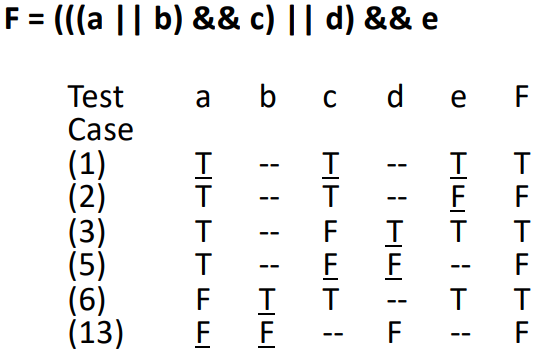 F = (((a || b) && c) || d) && e
Test a b c d e F
Case
(1) T -- T -- T T
(2) T -- T -- F F
(3) T -- F T T T
(5) T -- F F -- F
(6) F T T -- T T
(13) F F -- F -- F